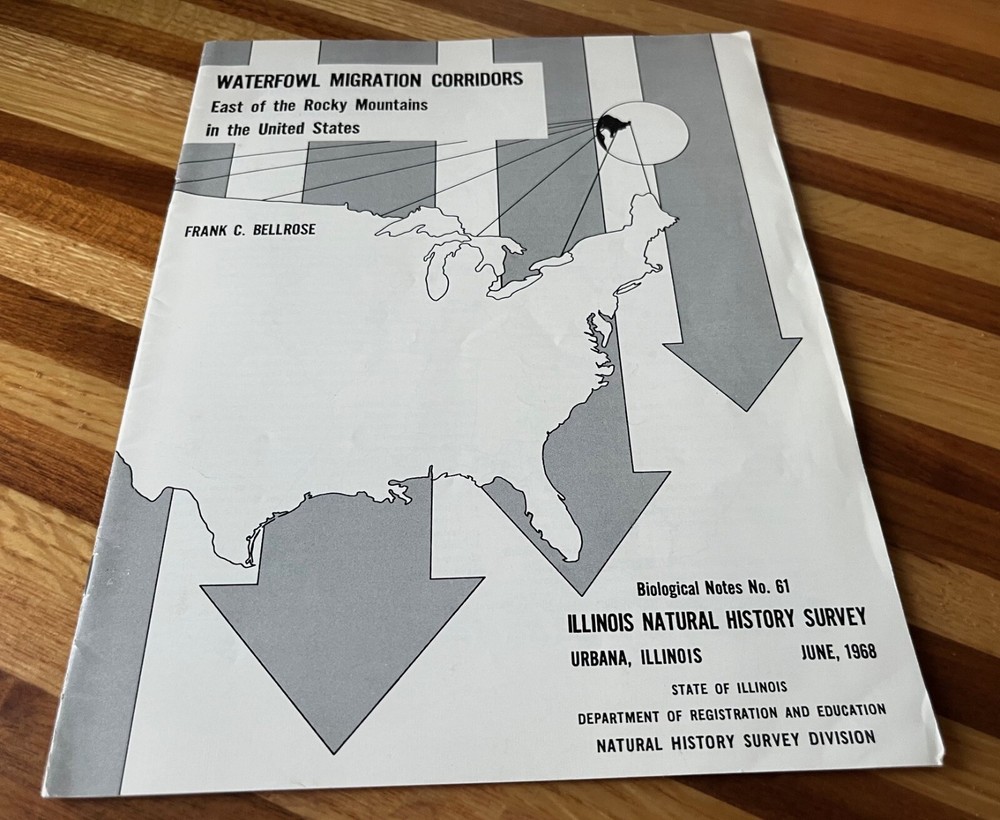 WATERFOWL MIGRATION CORRIDORS
East of the Rocky Mountains
in the United States
FRANK C. BELLROSE
Biological Notes No. 61
ILLINOIS NATURAL HISTORY SURVEY
URBANA, ILLINOIS JUNE, 1968
STATE OF ILLINOIS
DEPARTMENT OF REGISTRATION AND EDUCATION
NATURAL HISTORY SURVEY DIVISION